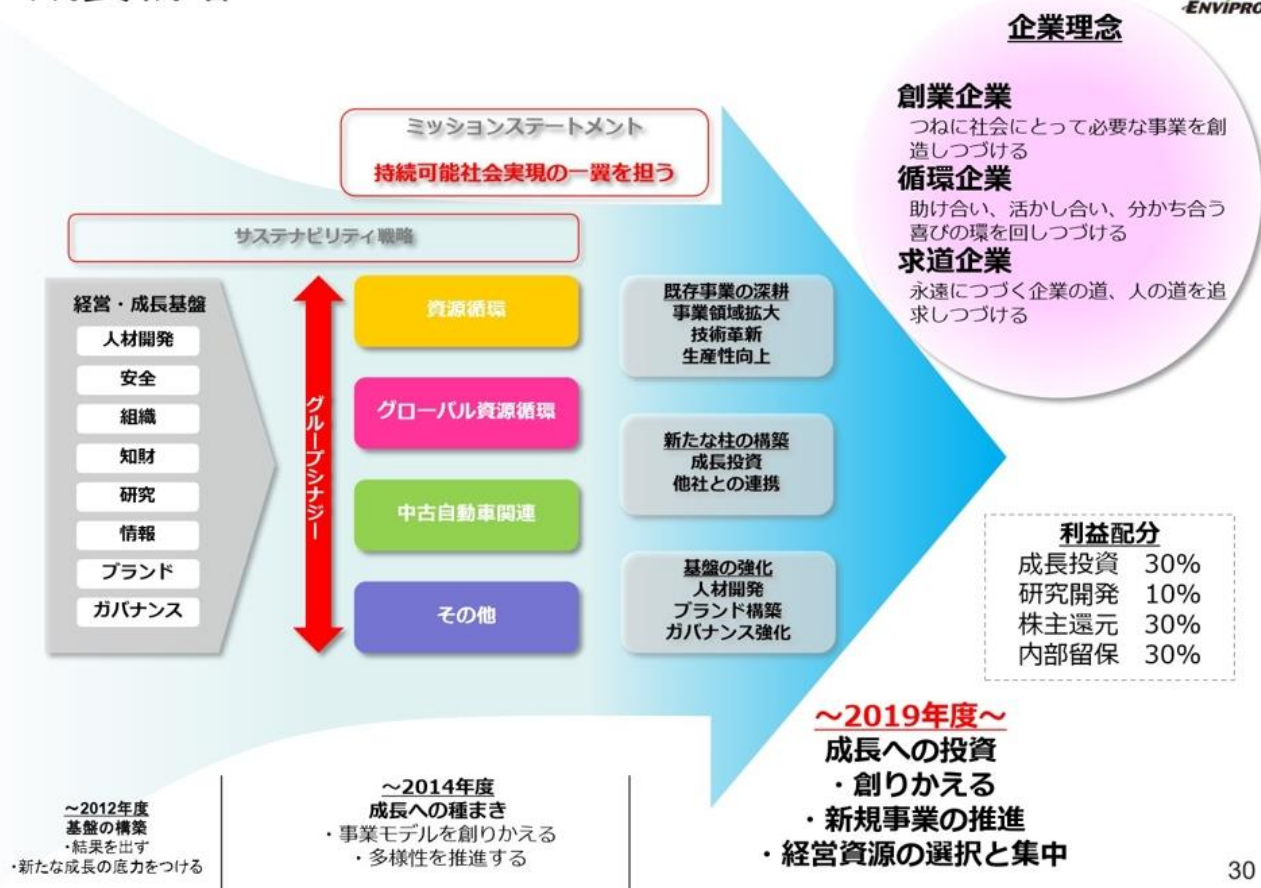 ENVIPRO
企業理念
創業企業
つねに社会にとって必要な事業を創
造しつづける
循環企業
助け合い、活かし合い、分かち合う
喜びの環を回しつづける
求道企業
永遠につづく企業の道、人の道を追
求しつづける
ミッションステートメント
持続可能社会実現の一翼を担う
サステナビリティ戦略
経営・成長基盤
人材開発
安全
組織
知財
研究
情報
ブランド
ガバナンス
グループシナジー
資源循環
グローバル資源循環
中古自動車関連
その他
既存事業の深耕
事業領域拡大
技術革新
生産性向上
新たな柱の構築
成長投資
他社との連携
基盤の強化
人材開発
ブランド構築
ガバナンス強化
利益配分
成長投資 30%
研究開発 10%
株主還元 30%
内部留保 30%
～2012年度
基盤の構築
・結果を出す
・新たな成長の底力をつける
～2014年度
成長への種まき
・事業モデルを創りかえる
・多様性を推進する
～2019年度～
成長への投資
・創りかえる
・新規事業の推進
・経営資源の選択と集中
30